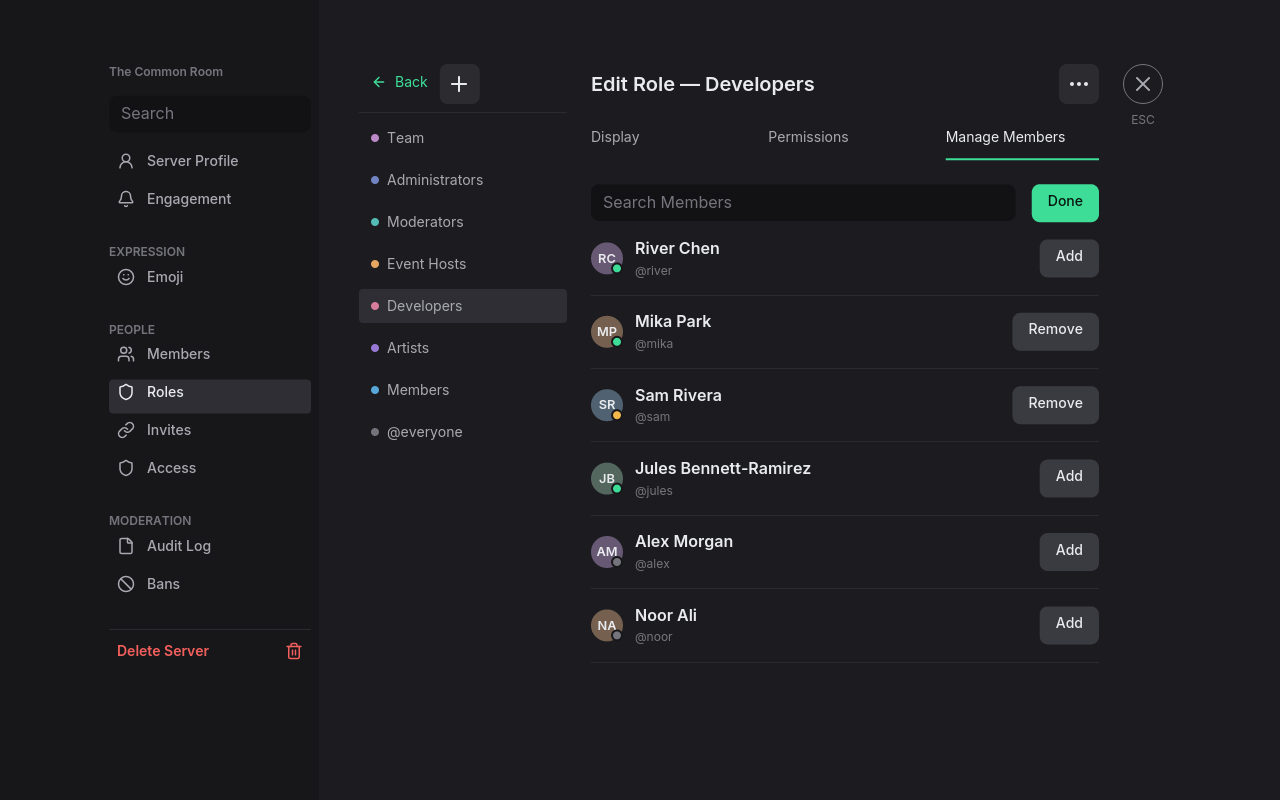 The Common Room
Search
Server Profile
Engagement
EXPRESSION
Emoji
PEOPLE
Members
Roles
Invites
Access
MODERATION
Audit Log
Bans
Delete Server
Back
Team
Administrators
Moderators
Event Hosts
Developers
Artists
Members
@everyone
Edit Role — Developers
ESC
Display Permissions Manage Members
Search Members Done
RC River Chen Add
@river
MP Mika Park Remove
@mika
SR Sam Rivera Remove
@sam
JB Jules Bennett-Ramirez Add
@jules
AM Alex Morgan Add
@alex
NA Noor Ali Add
@noor